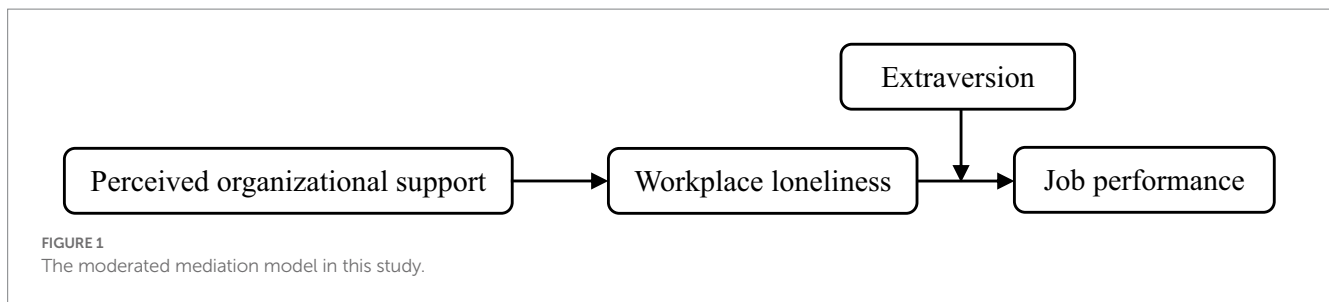 Extraversion
Perceived organizational support
Workplace loneliness
Job performance
FIGURE 1
The moderated mediation model in this study.